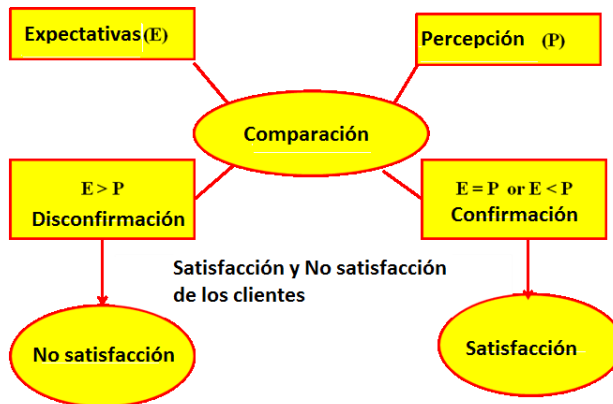 Expectativas (E)
Percepción (P)
Comparación
E > P
Disconfirmación
E = P or E < P
Confirmación
Satisfacción y No satisfacción
de los clientes
No satisfacción
Satisfacción